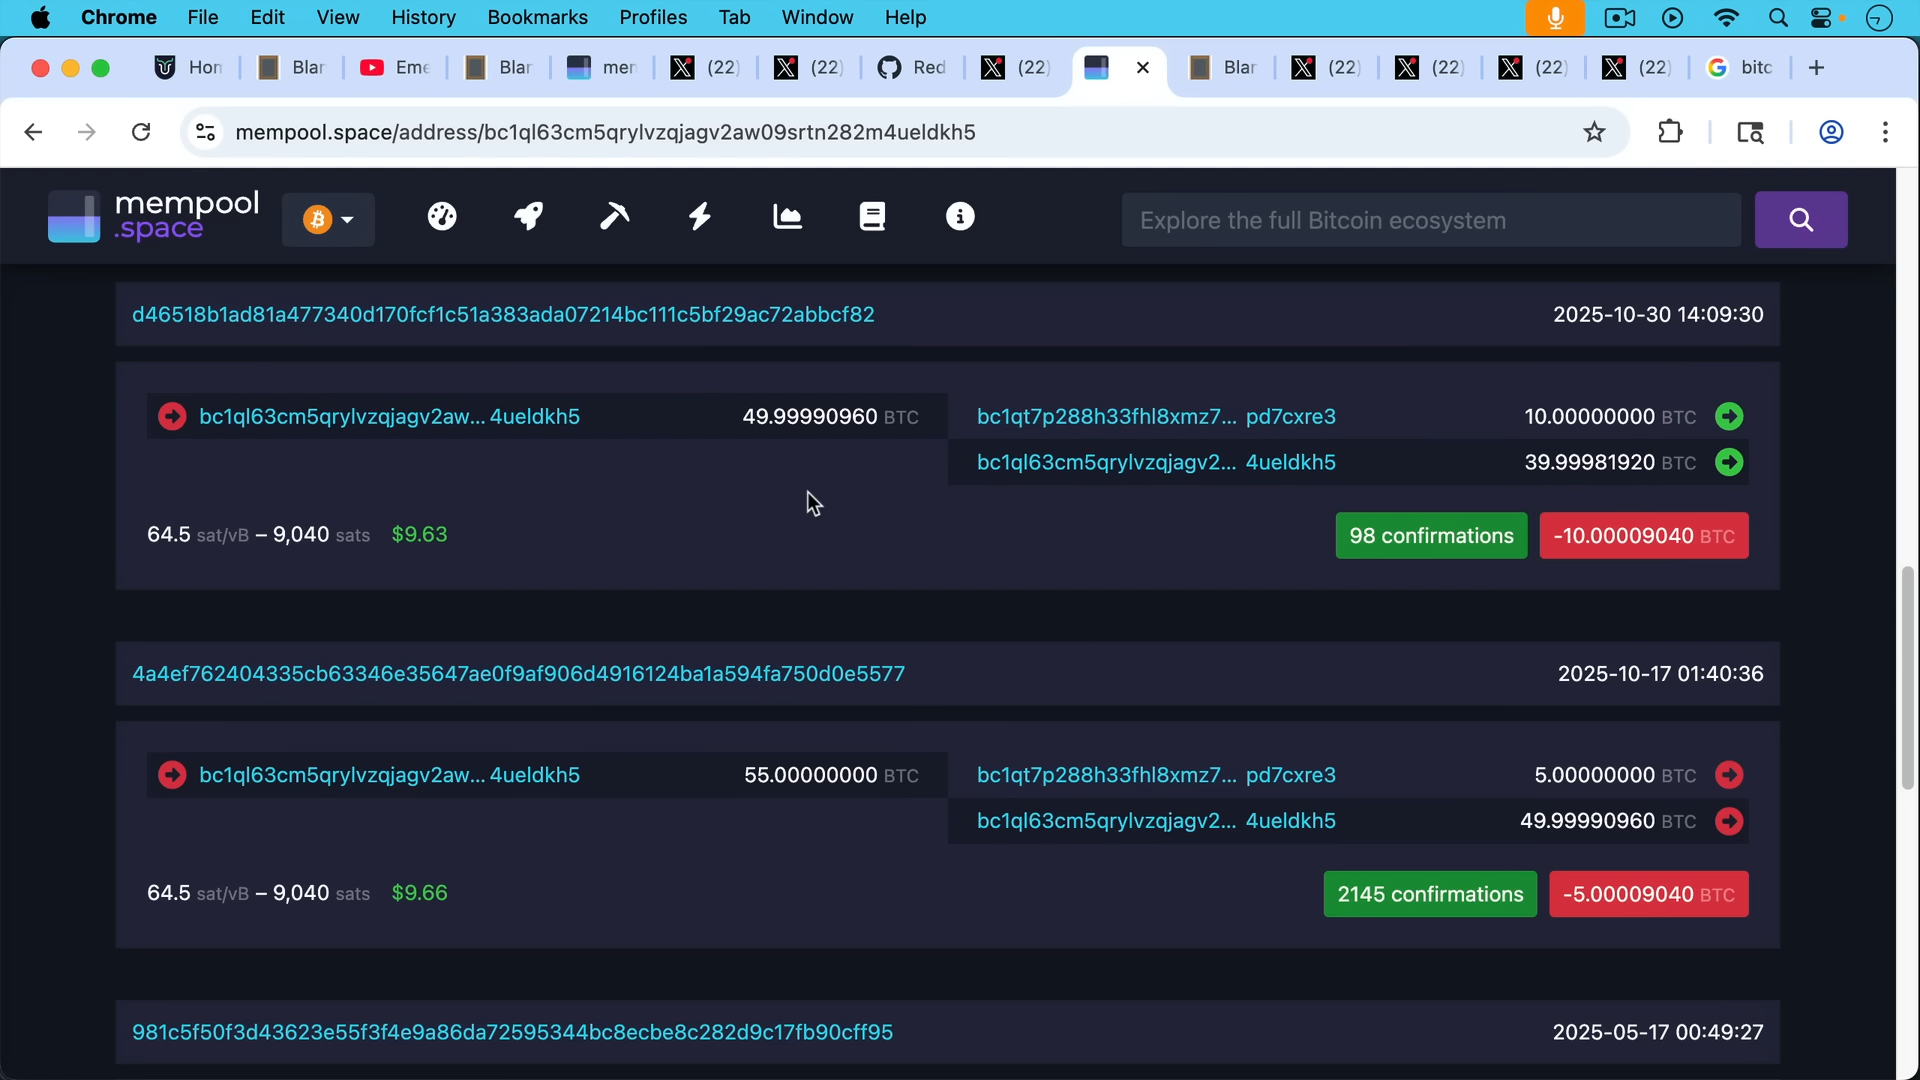 Chrome File Edit View History Bookmarks Profiles Tab Window Help
Hom Blar Eme Blar mer (22) (22) Red (22) Blar (22) (22) (22) (22) bitc
mempool.space/address/bc1ql63cm5qrylvzqjagv2aw09srtn282m4ueldkh5
mempool
.space
Explore the full Bitcoin ecosystem
d46518b1ad81a477340d170fcf1c51a383ada07214bc111c5bf29ac72abbcf82 2025-10-30 14:09:30
bc1ql63cm5qrylvzqjagv2aw... 4ueldkh5 49.99990960 BTC bc1qt7p288h33fhl8xmz7... pd7cxre3 10.00000000 BTC
bc1ql63cm5qrylvzqjagv2... 4ueldkh5 39.99981920 BTC
64.5 sat/vB – 9,040 sats $9.63 98 confirmations -10.00009040 BTC
4a4ef762404335cb63346e35647ae0f9af906d4916124ba1a594fa750d0e5577 2025-10-17 01:40:36
bc1ql63cm5qrylvzqjagv2aw... 4ueldkh5 55.00000000 BTC bc1qt7p288h33fhl8xmz7... pd7cxre3 5.00000000 BTC
bc1ql63cm5qrylvzqjagv2... 4ueldkh5 49.99990960 BTC
64.5 sat/vB – 9,040 sats $9.66 2145 confirmations -5.00009040 BTC
981c5f50f3d43623e55f3f4e9a86da72595344bc8ecbe8c282d9c17fb90cff95 2025-05-17 00:49:27